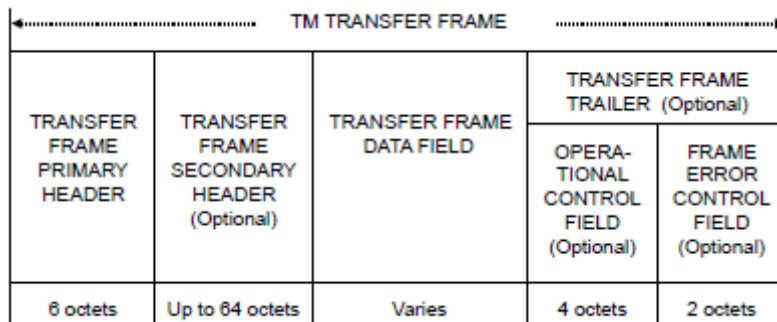 TM TRANSFER FRAME
TRANSFER
FRAME
PRIMARY
HEADER
TRANSFER
FRAME
SECONDARY
HEADER
(Optional)
TRANSFER FRAME
DATA FIELD
TRANSFER FRAME
TRAILER (Optional)
OPERA-
TIONAL
CONTROL
FIELD
(Optional)
FRAME
ERROR
CONTROL
FIELD
(Optional)
6 octets
Up to 64 octets
Varies
4 octets
2 octets